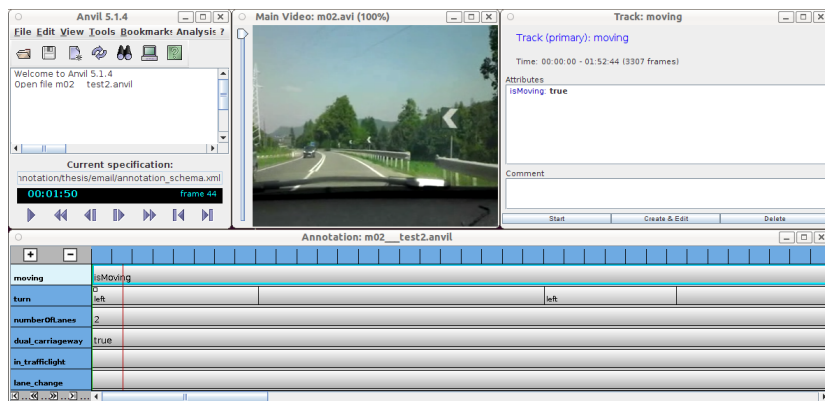 Anvil 5.1.4
File Edit View Tools Bookmarks Analysis ?
Welcome to Anvil 5.1.4
Open file m02 test2.anvil
Current specification:
nnotation/thesis/email/annotation_schema.xml
00:01:50 frame 44
Main Video: m02.avi (100%)
Track: moving
Track (primary): moving
Time: 00:00:00 - 01:52:44 (3307 frames)
Attributes
isMoving: true
Comment
Start Create & Edit Delete
Annotation: m02___test2.anvil
moving isMoving
turn left left
numberOfLanes 2
dual_carriageway true
in_trafficlight
lane_change